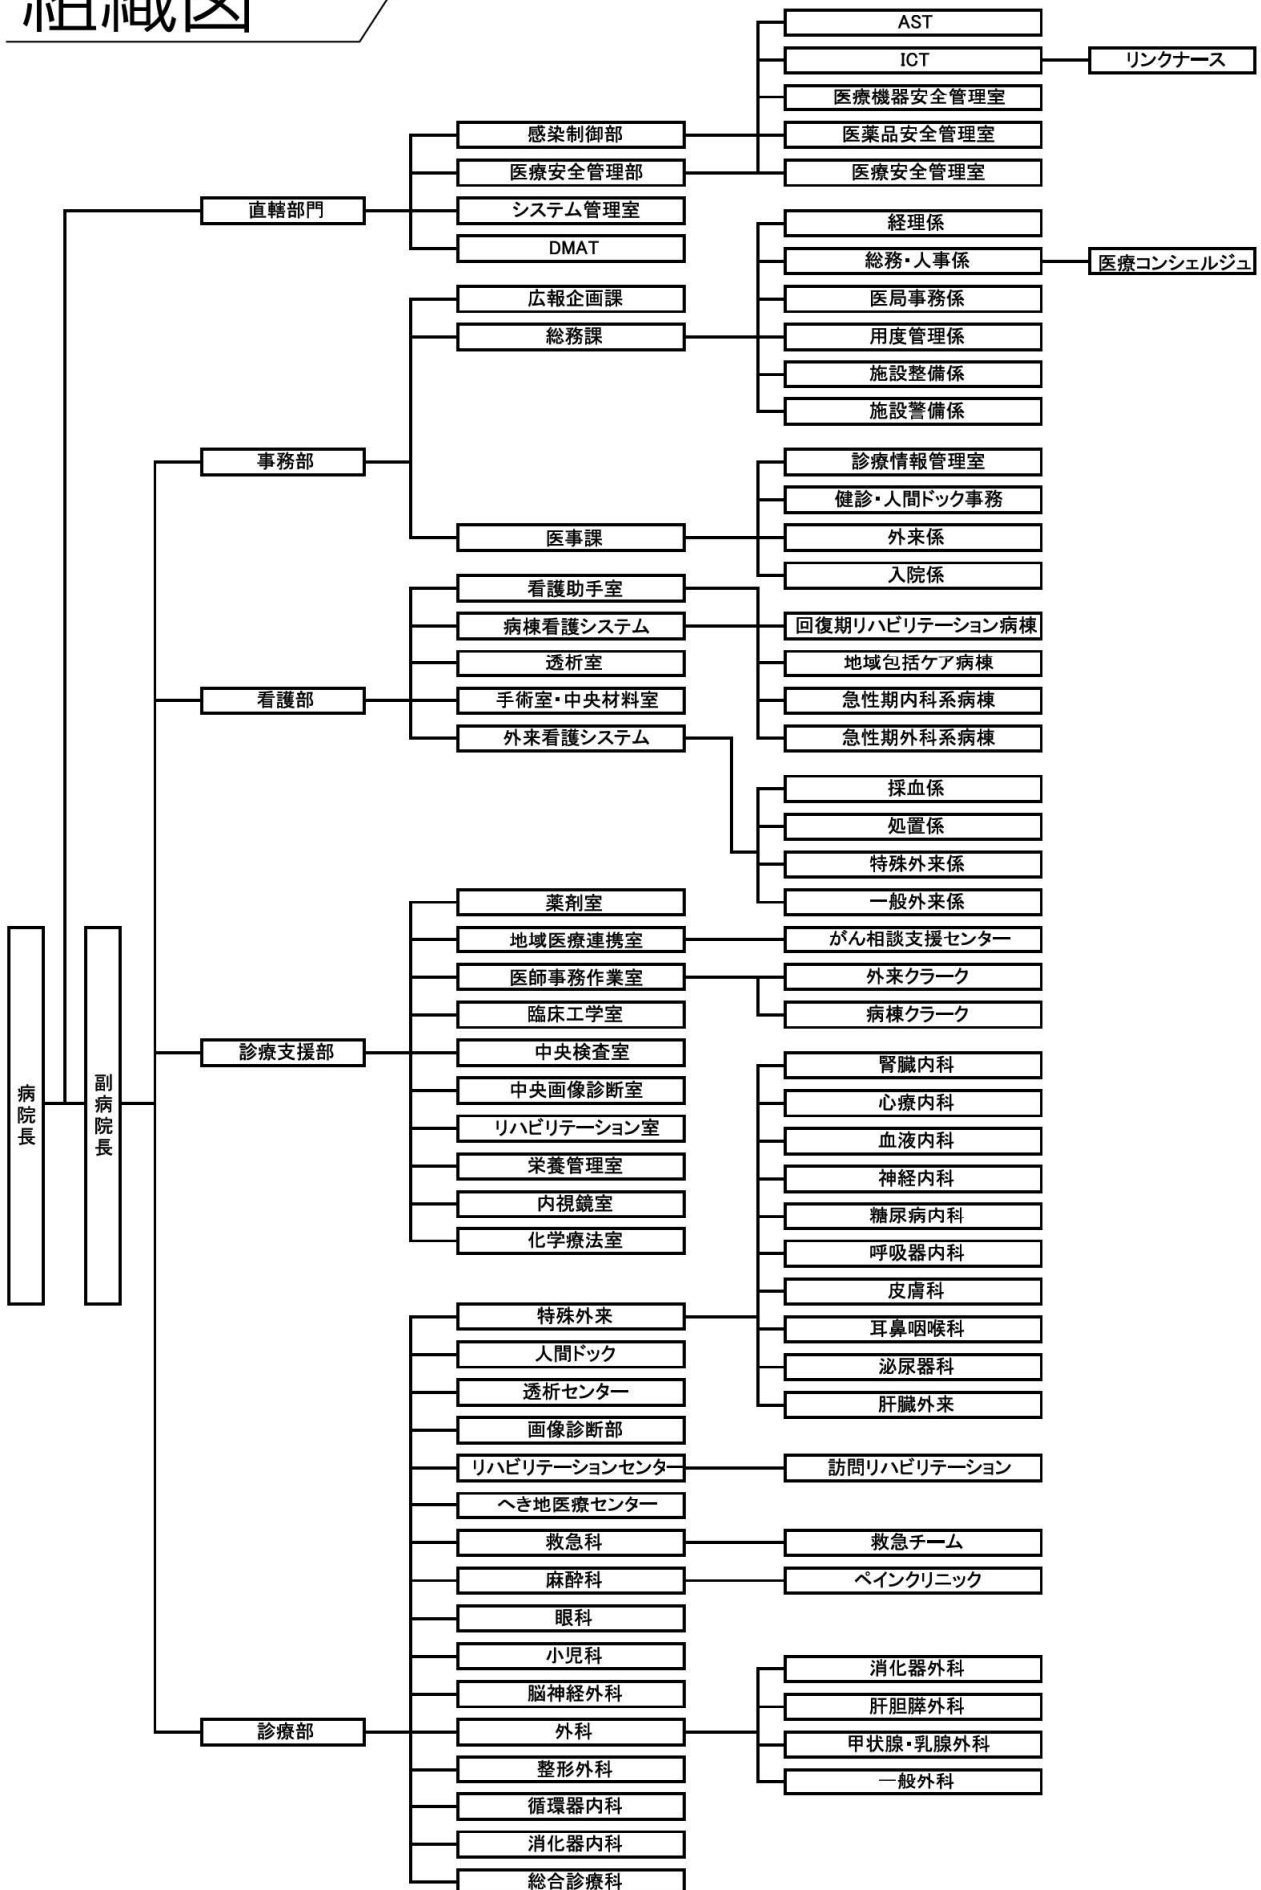 組織図
AST
ICT
リンクナース
医療機器安全管理室
感染制御部
医薬品安全管理室
医療安全管理部
医療安全管理室
直轄部門
システム管理室
DMAT
経理係
総務・人事係
医療コンシェルジュ
広報企画課
医局事務係
総務課
用度管理係
施設整備係
施設警備係
事務部
診療情報管理室
健診・人間ドック事務
医事課
外来係
入院係
看護助手室
病棟看護システム
回復期リハビリテーション病棟
透析室
地域包括ケア病棟
看護部
手術室・中央材料室
急性期内科系病棟
外来看護システム
急性期外科系病棟
採血係
処置係
特殊外来係
薬剤室
一般外来係
地域医療連携室
がん相談支援センター
医師事務作業室
外来クラーク
臨床工学室
病棟クラーク
診療支援部
中央検査室
腎臓内科
中央画像診断室
心療内科
病院長
副病院長
リハビリテーション室
血液内科
栄養管理室
神経内科
内視鏡室
糖尿病内科
化学療法室
呼吸器内科
皮膚科
特殊外来
耳鼻咽喉科
人間ドック
泌尿器科
透析センター
肝臓外来
画像診断部
リハビリテーションセンター
訪問リハビリテーション
へき地医療センター
救急科
救急チーム
麻酔科
ペインクリニック
眼科
小児科
消化器外科
脳神経外科
肝胆膵外科
診療部
外科
甲状腺・乳腺外科
整形外科
一般外科
循環器内科
消化器内科
総合診療科